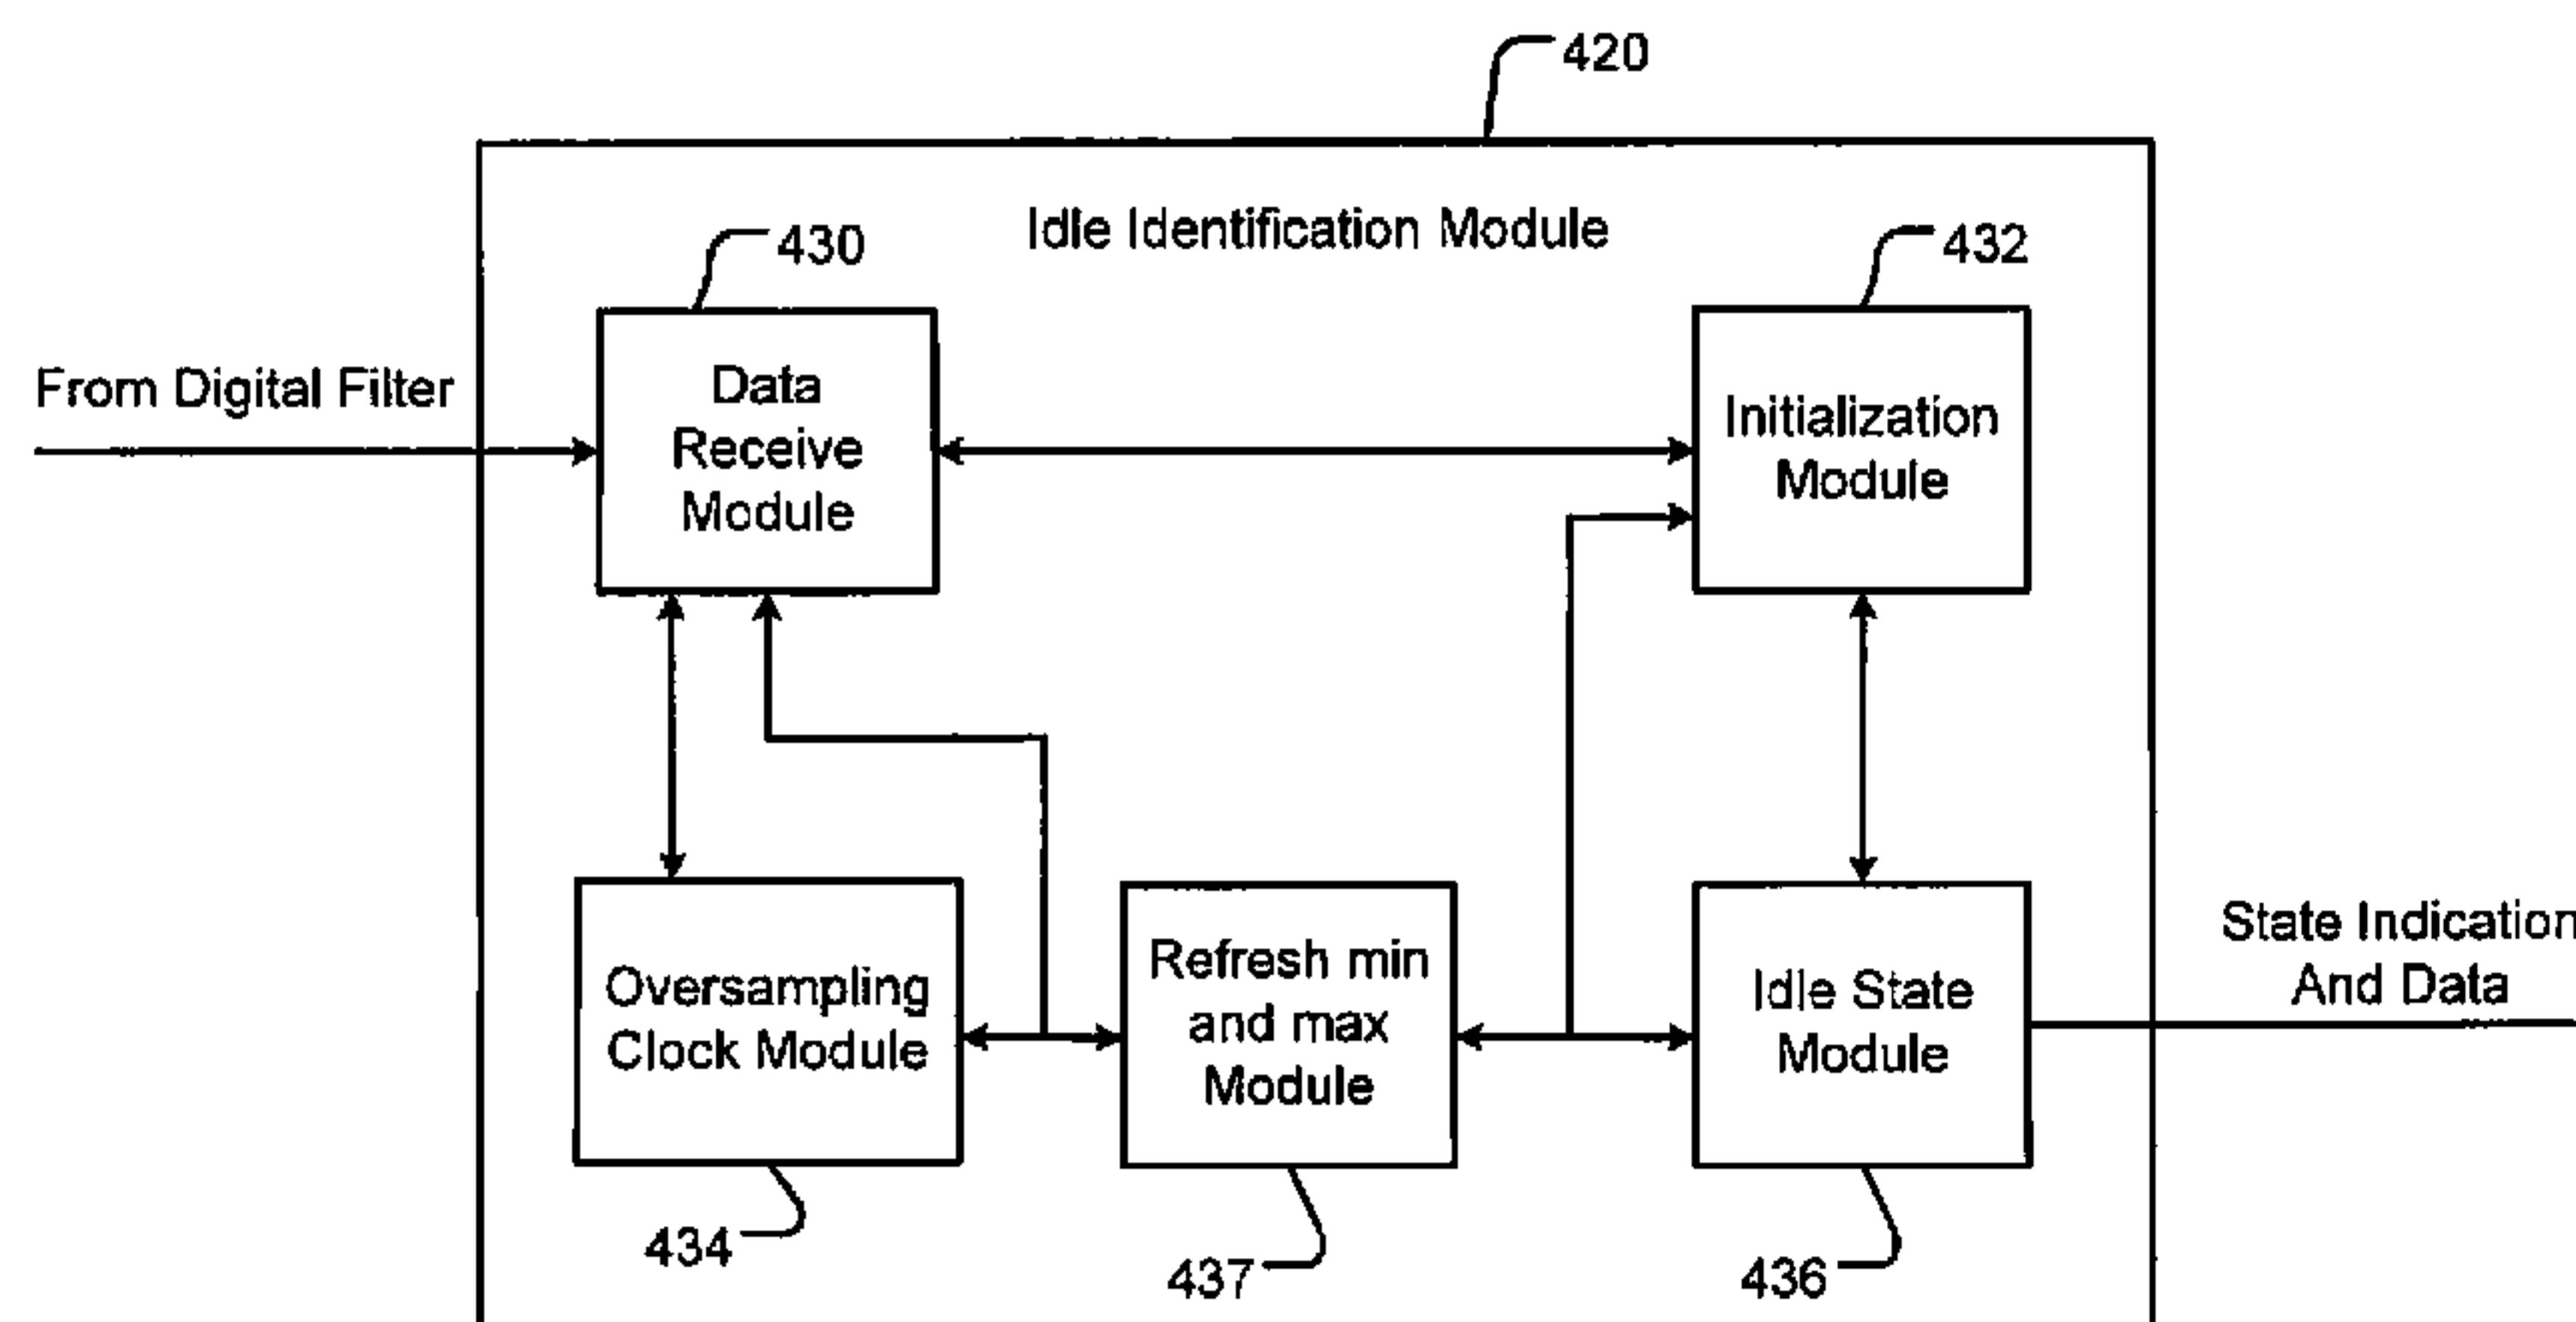 420
Idle Identification Module
430
432
From Digital Filter
Data
Receive
Module
Initialization
Module
Oversampling
Clock Module
Refresh min
and max
Module
Idle State
Module
State Indication
And Data
434
437
436